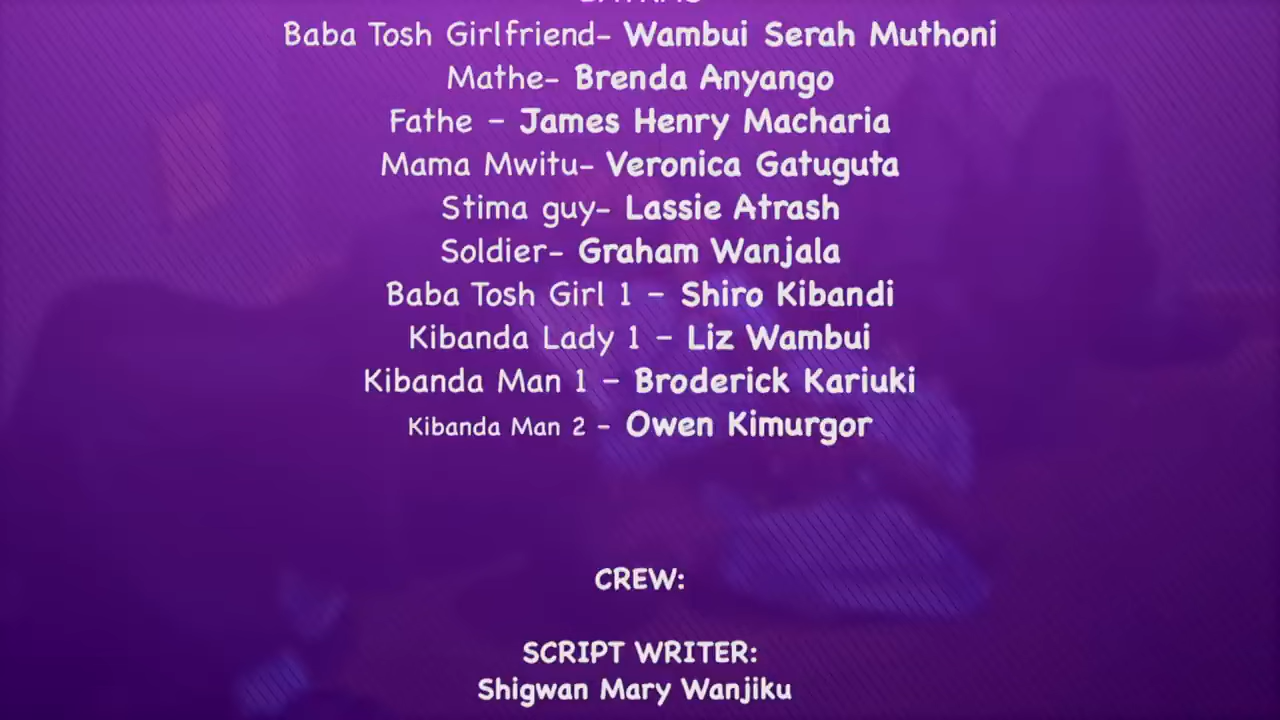 Baba Tosh Girlfriend- Wambui Serah Muthoni
Mathe- Brenda Anyango
Fathe – James Henry Macharia
Mama Mwitu- Veronica Gatuguta
Stima guy- Lassie Atrash
Soldier- Graham Wanjala
Baba Tosh Girl 1 – Shiro Kibandi
Kibanda Lady 1 – Liz Wambui
Kibanda Man 1 – Broderick Kariuki
Kibanda Man 2 – Owen Kimurgor
CREW:
SCRIPT WRITER:
Shigwan Mary Wanjiku